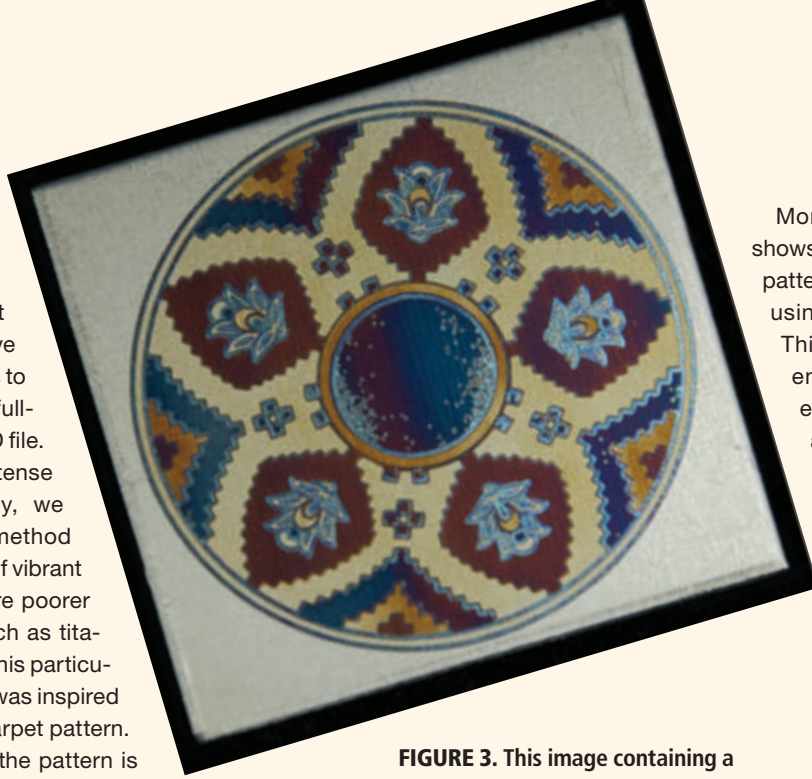 t
ve
to
full-
file.
tense
y, we
method
f vibrant
re poorer
ch as tita-
his particu-
was inspired
arpet pattern.
the pattern is
Mor
shows
patte
usin
Thi
en
e
FIGURE 3. This image containing a